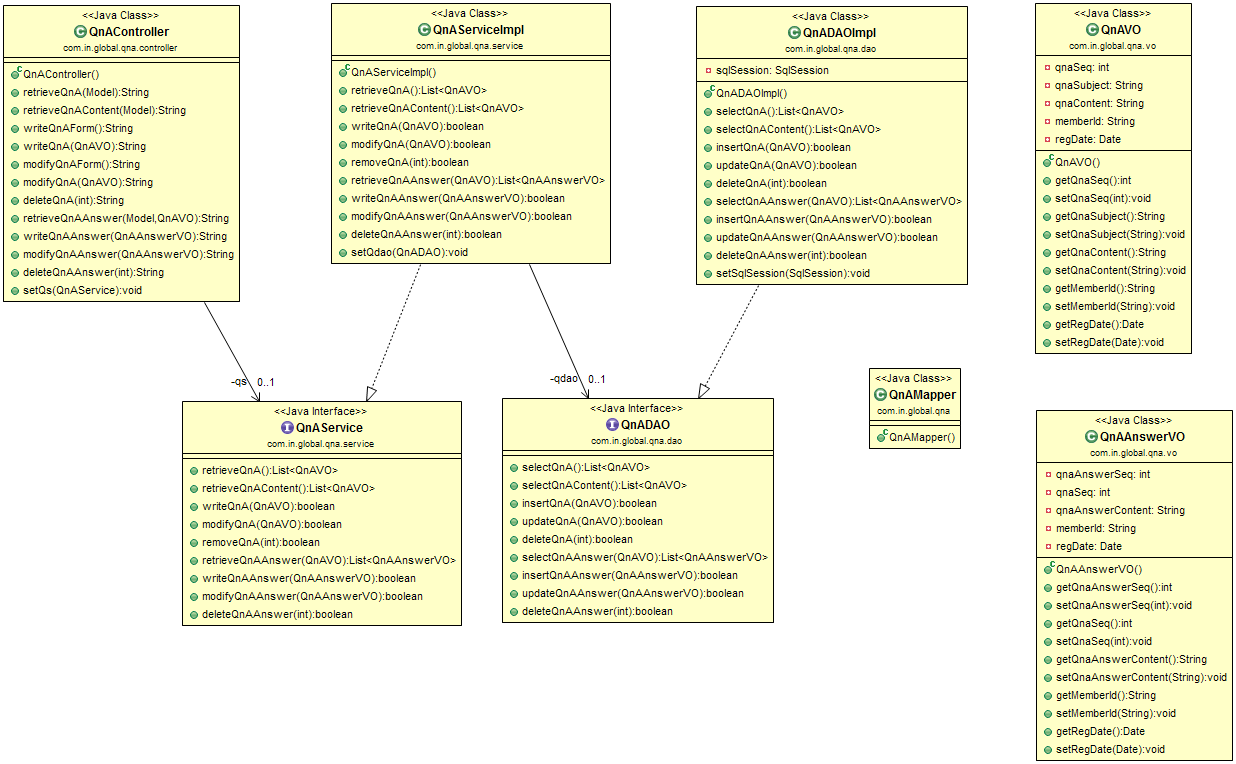 <<Java Class>>
QnAController
com.in.global.qna.controller
QnAController()
retrieveQnA(Model):String
retrieveQnAContent(Model):String
writeQnAForm():String
writeQnA(QnAVO):String
modifyQnAForm():String
modifyQnA(QnAVO):String
deleteQnA(int):String
retrieveQnAAnswer(Model,QnAVO):String
writeQnAAnswer(QnAAnswerVO):String
modifyQnAAnswer(QnAAnswerVO):String
deleteQnAAnswer(int):String
setQs(QnAService):void
<<Java Class>>
QnAServiceImpl
com.in.global.qna.service
QnAServiceImpl()
retrieveQnA():List<QnAVO>
retrieveQnAContent():List<QnAVO>
writeQnA(QnAVO):boolean
modifyQnA(QnAVO):boolean
removeQnA(int):boolean
retrieveQnAAnswer(QnAVO):List<QnAAnswerVO>
writeQnAAnswer(QnAAnswerVO):boolean
modifyQnAAnswer(QnAAnswerVO):boolean
deleteQnAAnswer(int):boolean
setQdao(QnADAO):void
<<Java Class>>
QnADAOImpl
com.in.global.qna.dao
sqlSession: SqlSession
QnADAOImpl()
selectQnA():List<QnAVO>
selectQnAContent():List<QnAVO>
insertQnA(QnAVO):boolean
updateQnA(QnAVO):boolean
deleteQnA(int):boolean
selectQnAAnswer(QnAVO):List<QnAAnswerVO>
insertQnAAnswer(QnAAnswerVO):boolean
updateQnAAnswer(QnAAnswerVO):boolean
deleteQnAAnswer(int):boolean
setSqlSession(SqlSession):void
<<Java Class>>
QnAVO
com.in.global.qna.vo
qnaSeq: int
qnaSubject: String
qnaContent: String
memberId: String
regDate: Date
QnAVO()
getQnaSeq():int
setQnaSeq(int):void
getQnaSubject():String
setQnaSubject(String):void
getQnaContent():String
setQnaContent(String):void
getMemberId():String
setMemberId(String):void
getRegDate():Date
setRegDate(Date):void
-qs 0..1
-qdao 0..1
<<Java Interface>>
QnAService
com.in.global.qna.service
retrieveQnA():List<QnAVO>
retrieveQnAContent():List<QnAVO>
writeQnA(QnAVO):boolean
modifyQnA(QnAVO):boolean
removeQnA(int):boolean
retrieveQnAAnswer(QnAVO):List<QnAAnswerVO>
writeQnAAnswer(QnAAnswerVO):boolean
modifyQnAAnswer(QnAAnswerVO):boolean
deleteQnAAnswer(int):boolean
<<Java Interface>>
QnADAO
com.in.global.qna.dao
selectQnA():List<QnAVO>
selectQnAContent():List<QnAVO>
insertQnA(QnAVO):boolean
updateQnA(QnAVO):boolean
deleteQnA(int):boolean
selectQnAAnswer(QnAVO):List<QnAAnswerVO>
insertQnAAnswer(QnAAnswerVO):boolean
updateQnAAnswer(QnAAnswerVO):boolean
deleteQnAAnswer(int):boolean
<<Java Class>>
QnAMapper
com.in.global.qna
QnAMapper()
<<Java Class>>
QnAAnswerVO
com.in.global.qna.vo
qnaAnswerSeq: int
qnaSeq: int
qnaAnswerContent: String
memberId: String
regDate: Date
QnAAnswerVO()
getQnaAnswerSeq():int
setQnaAnswerSeq(int):void
getQnaSeq():int
setQnaSeq(int):void
getQnaAnswerContent():String
setQnaAnswerContent(String):void
getMemberId():String
setMemberId(String):void
getRegDate():Date
setRegDate(Date):void